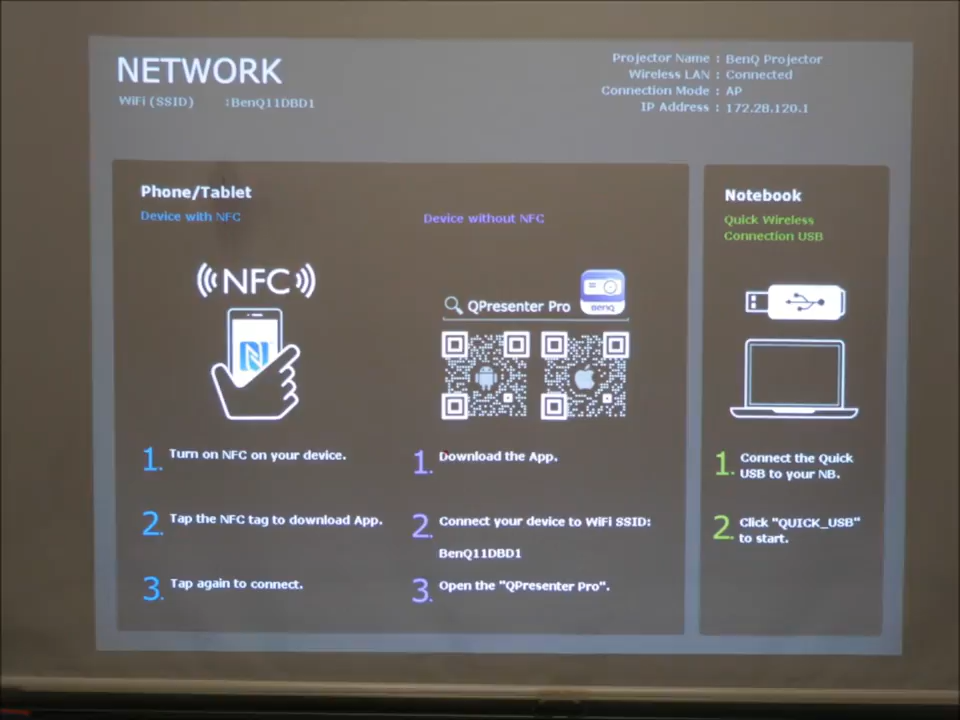 NETWORK
WiFi (SSID) :BenQ11DBD1
Projector Name : BenQ Projector
Wireless LAN : Connected
Connection Mode : AP
IP Address : 172.28.120.1
Phone/Tablet
Device with NFC
NFC
1. Turn on NFC on your device.
2. Tap the NFC tag to download App.
3. Tap again to connect.
Device without NFC
QPresenter Pro
BenQ
1. Download the App.
2. Connect your device to WiFi SSID:
BenQ11DBD1
3. Open the "QPresenter Pro".
Notebook
Quick Wireless
Connection USB
1. Connect the Quick
USB to your NB.
2. Click "QUICK_USB"
to start.